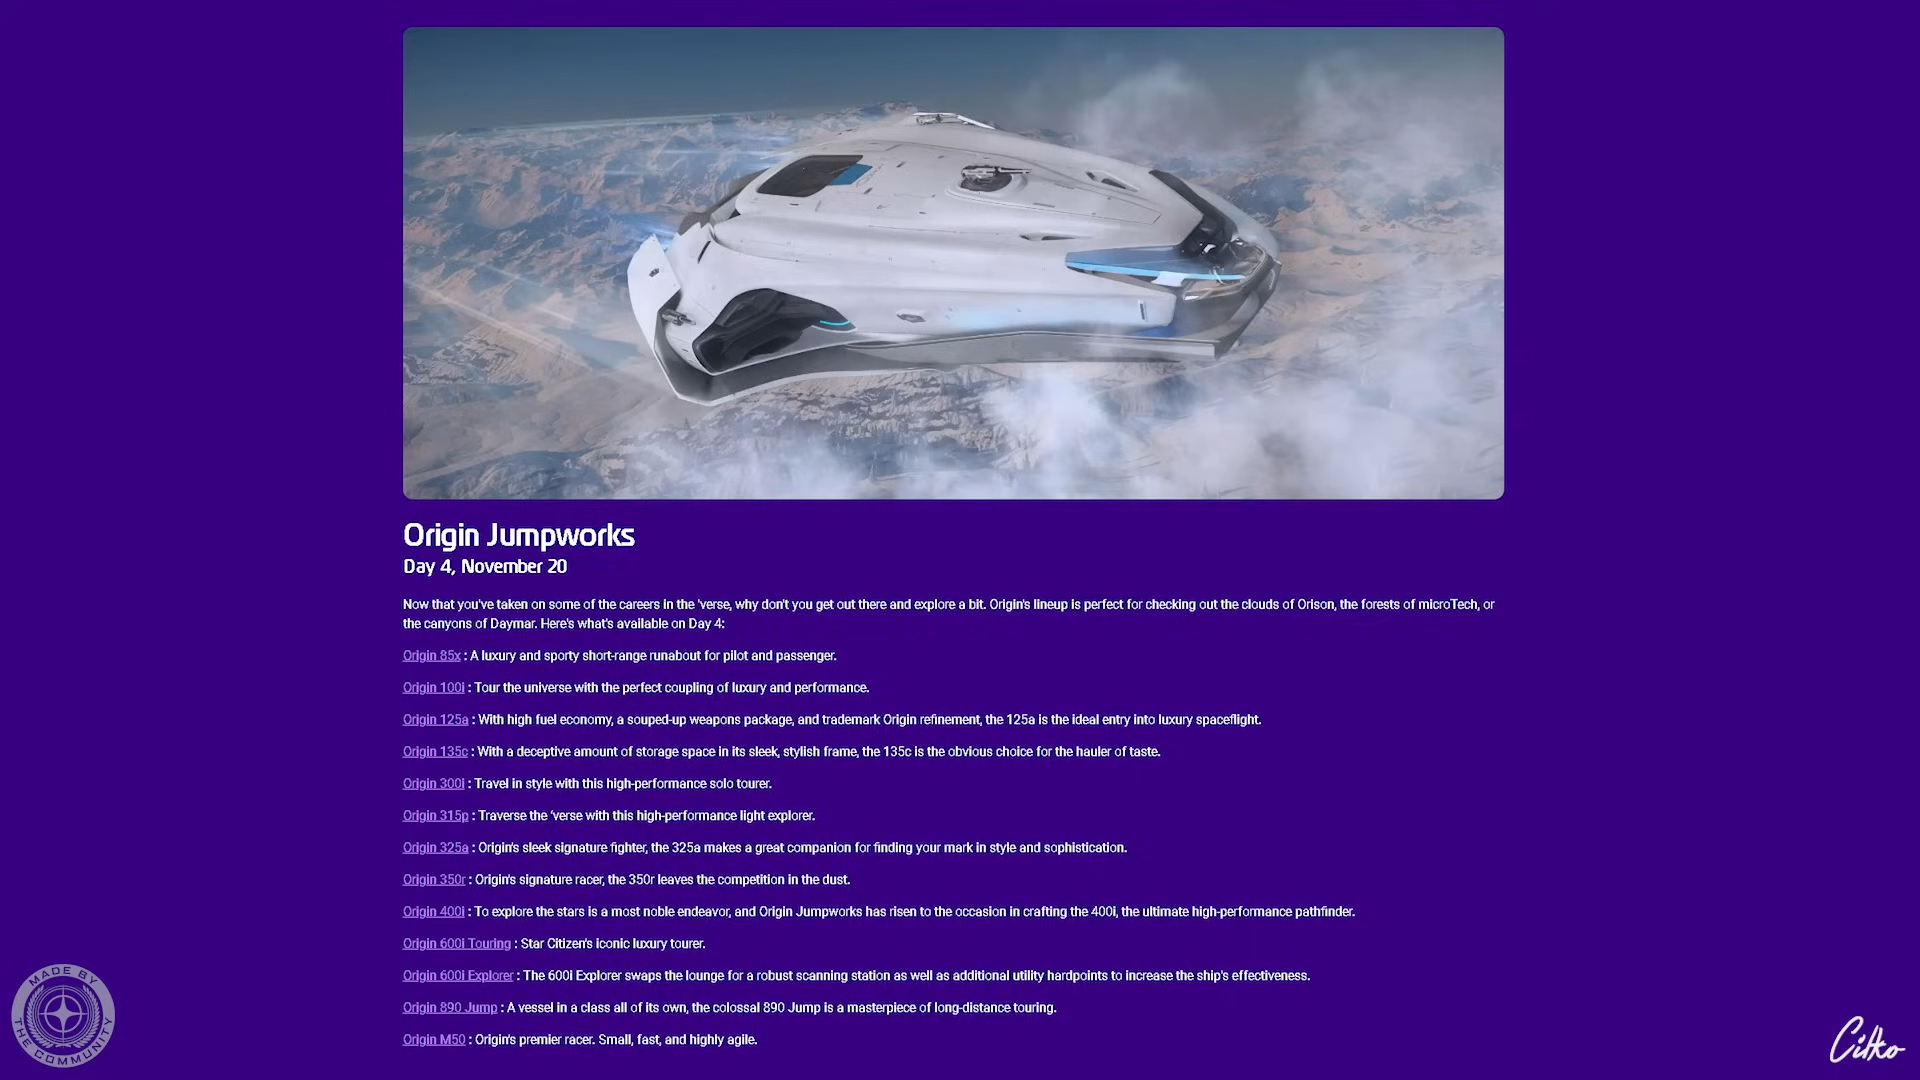 Origin Jumpworks
Day 4, November 20
Now that you've taken on some of the careers in the 'verse, why don't you get out there and explore a bit. Origin's lineup is perfect for checking out the clouds of Orison, the forests of microTech, or
the canyons of Daymar. Here's what's available on Day 4:
Origin 85x : A luxury and sporty short-range runabout for pilot and passenger.
Origin 100i : Tour the universe with the perfect coupling of luxury and performance.
Origin 125a : With high fuel economy, a souped-up weapons package, and trademark Origin refinement, the 125a is the ideal entry into luxury spaceflight.
Origin 135c : With a deceptive amount of storage space in its sleek, stylish frame, the 135c is the obvious choice for the hauler of taste.
Origin 300i : Travel in style with this high-performance solo tourer.
Origin 315p : Traverse the ‘verse with this high-performance light explorer.
Origin 325a : Origin's sleek signature fighter, the 325a makes a great companion for finding your mark in style and sophistication.
Origin 350r : Origin's signature racer, the 350r leaves the competition in the dust.
Origin 400i : To explore the stars is a most noble endeavor, and Origin Jumpworks has risen to the occasion in crafting the 400i, the ultimate high-performance pathfinder.
Origin 600i Touring : Star Citizen's iconic luxury tourer.
Origin 600i Explorer : The 600i Explorer swaps the lounge for a robust scanning station as well as additional utility hardpoints to increase the ship's effectiveness.
Origin 890 Jump : A vessel in a class all of its own, the colossal 890 Jump is a masterpiece of long-distance touring.
Origin M50 : Origin's premier racer. Small, fast, and highly agile.
MADE BY
THE COMMUNITY